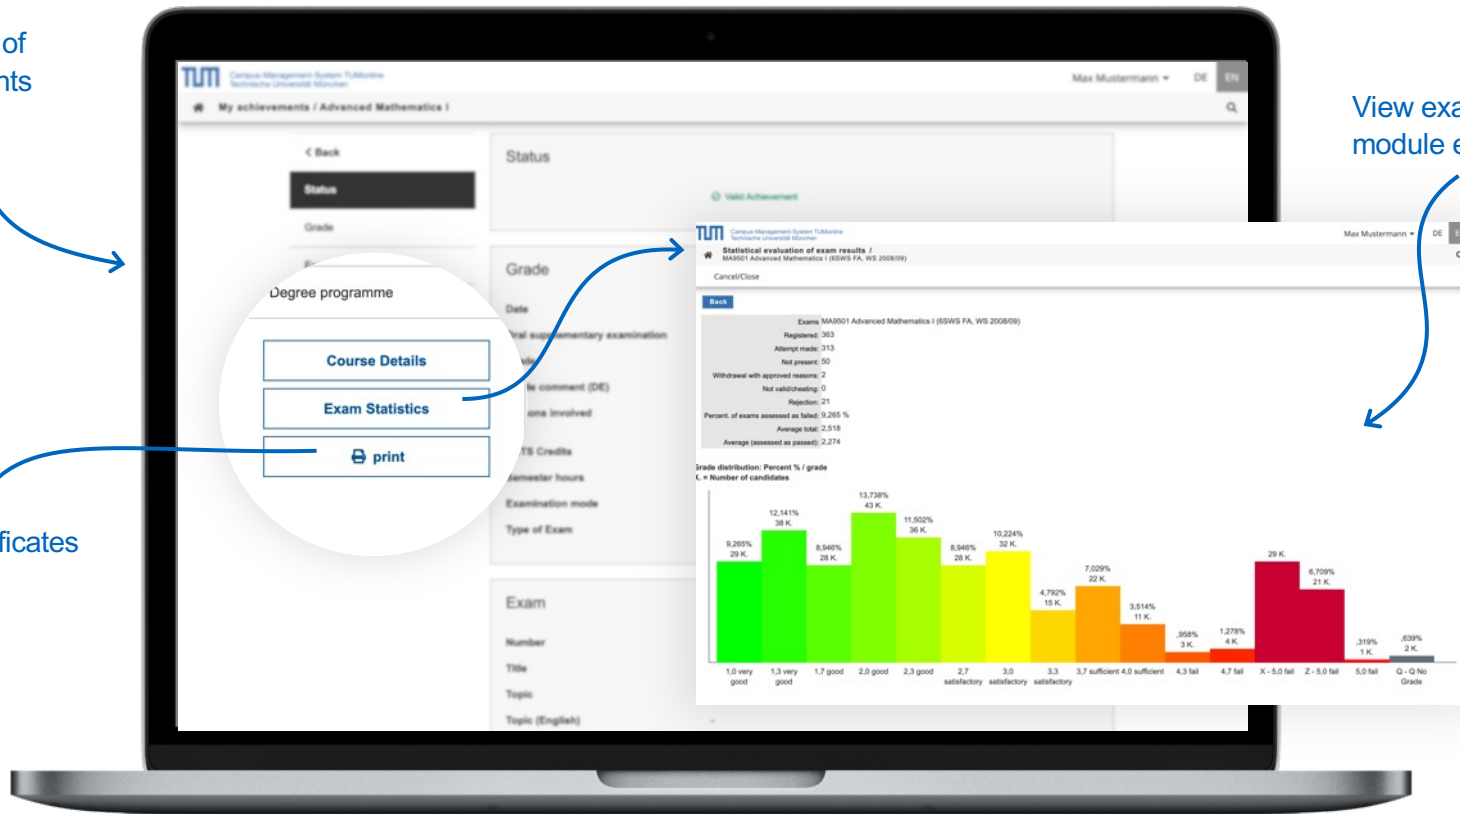 of
nts
ficates
View exa
module e
TUM Campus-Management-System TUMonline
Technische Universität München
Max Mustermann DE EN
My achievements / Advanced Mathematics I
< Back
Status
Grade
Status
Valid Achievement
Grade
Date
Oral supplementary examination
comment (DE)
ons involved
TS Credits
Semester hours
Examination mode
Type of Exam
Exam
Number
Title
Topic
Topic (English)
-
Degree programme
Course Details
Exam Statistics
print
TUM Campus-Management-System TUMonline
Technische Universität München
Max Mustermann DE E
Statistical evaluation of exam results /
MA9501 Advanced Mathematics I (6SWS FA, WS 2008/09)
Cancel/Close
Back
Exams MA9501 Advanced Mathematics I (6SWS FA, WS 2008/09)
Registered: 363
Attempt made: 313
Not present: 50
Withdrawal with approved reasons: 2
Not valid/cheating: 0
Rejection: 21
Percent. of exams assessed as failed: 9,265 %
Average total: 2,518
Average (assessed as passed): 2,274
Grade distribution: Percent % / grade
K. = Number of candidates
9,265%
29 K.
12,141%
38 K.
8,946%
28 K.
13,738%
43 K.
11,502%
36 K.
8,946%
28 K.
10,224%
32 K.
4,792%
15 K.
7,029%
22 K.
3,514%
11 K.
,958%
3 K.
1,278%
4 K.
29 K.
6,709%
21 K.
,319%
1 K.
,639%
2 K.
1,0 very good
1,3 very good
1,7 good
2,0 good
2,3 good
2,7 satisfactory
3,0 satisfactory
3,3 satisfactory
3,7 sufficient
4,0 sufficient
4,3 fail
4,7 fail
X - 5,0 fail
Z - 5,0 fail
5,0 fail
Q - Q No Grade